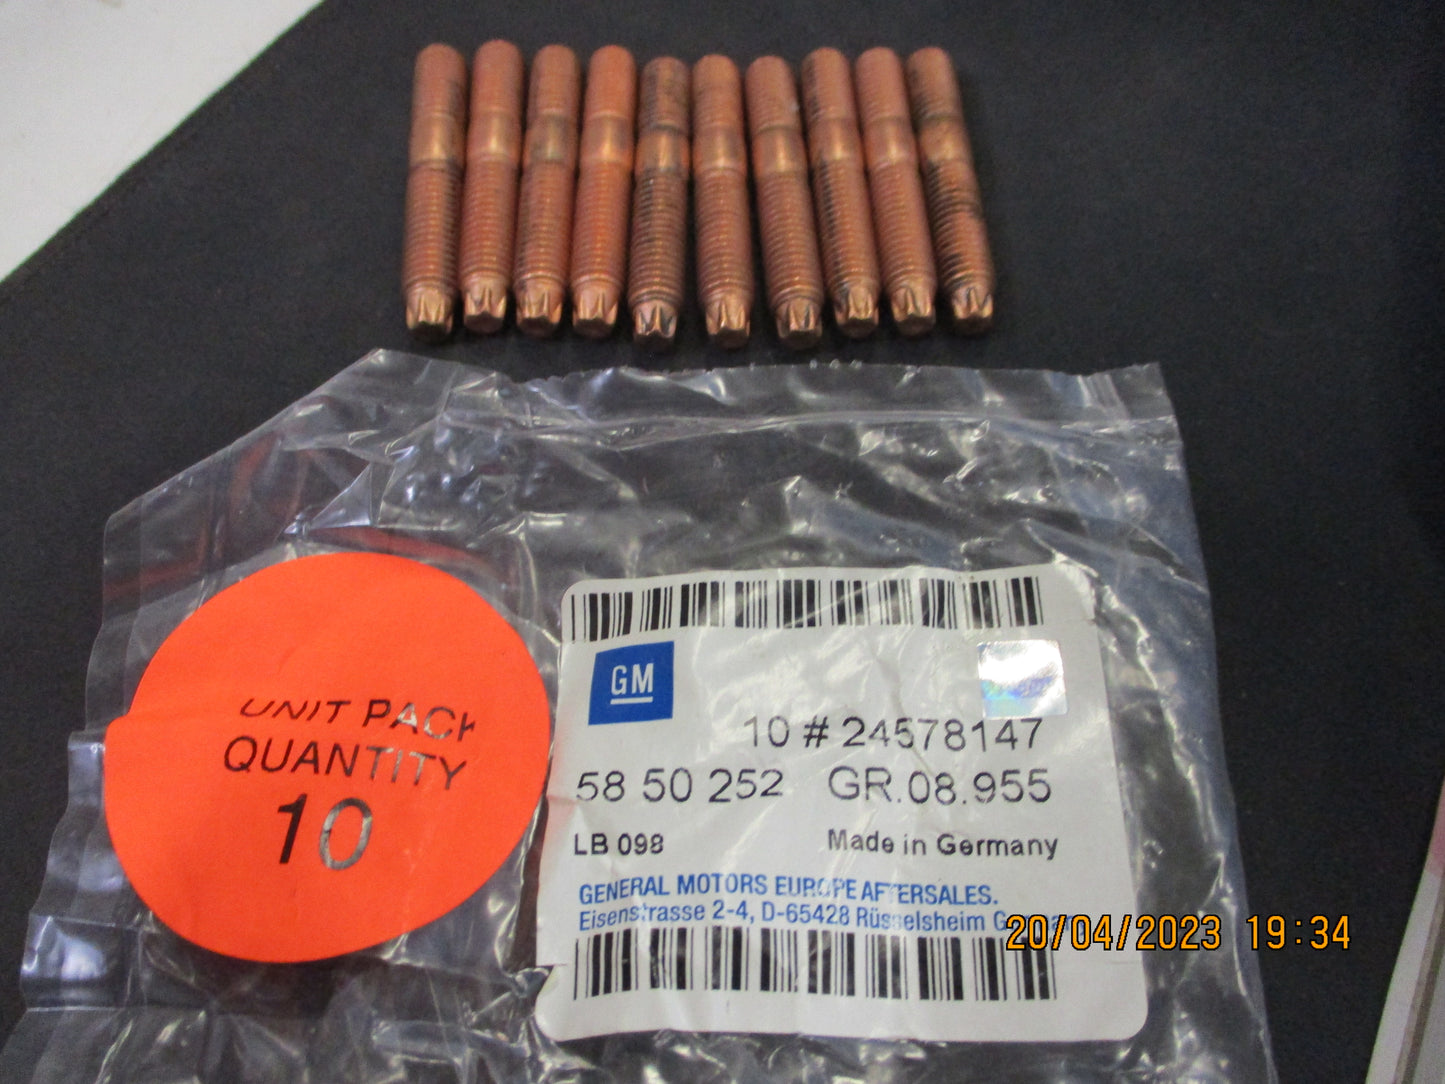 UNIT PACK
QUANTITY
10
GM
10 # 24578147
58 50 252 GR.08.955
LB 098 Made in Germany
GENERAL MOTORS EUROPE AFTERSALES.
Eisenstrasse 2-4, D-65428 Rüsselsheim German
20/04/2023 19:34